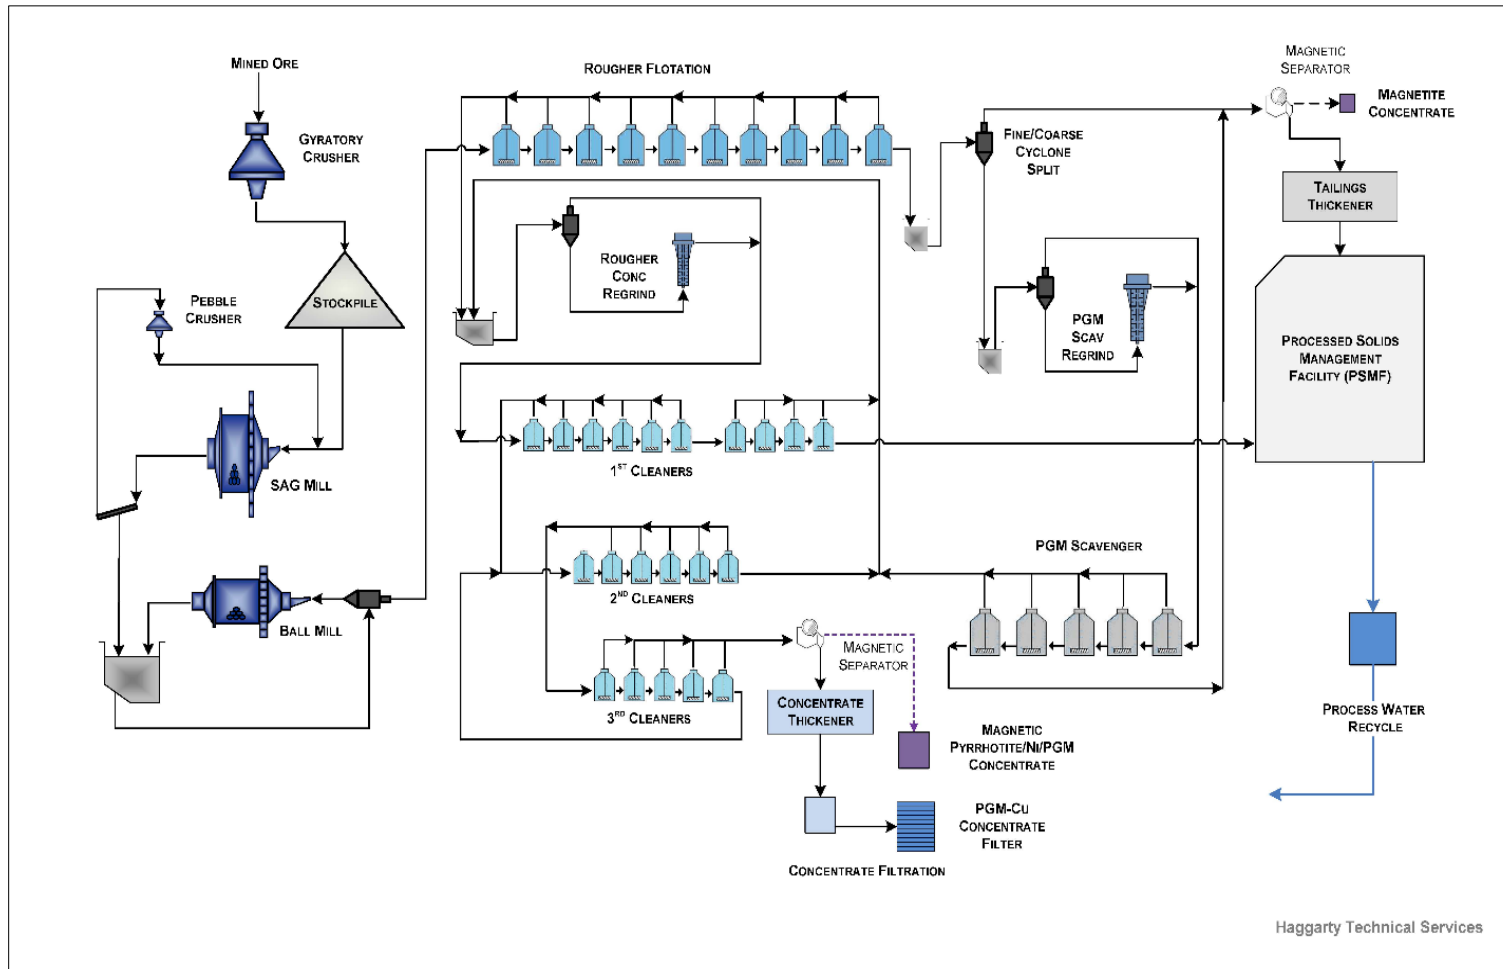 MINED ORE
GYRATORY
CRUSHER
STOCKPILE
PEBBLE
CRUSHER
SAG MILL
BALL MILL
ROUGHER FLOTATION
ROUGHER
CONC
REGRIND
FINE/COARSE
CYCLONE
SPLIT
PGM
SCAV
REGRIND
MAGNETIC
SEPARATOR
MAGNETITE
CONCENTRATE
TAILINGS
THICKENER
PROCESSED SOLIDS
MANAGEMENT
FACILITY (PSMF)
1ST CLEANERS
2ND CLEANERS
3RD CLEANERS
PGM SCAVENGER
MAGNETIC
SEPARATOR
CONCENTRATE
THICKENER
MAGNETIC
PYRRHOTITE/NI/PGM
CONCENTRATE
PGM-CU
CONCENTRATE
FILTER
CONCENTRATE FILTRATION
PROCESS WATER
RECYCLE
Haggarty Technical Services